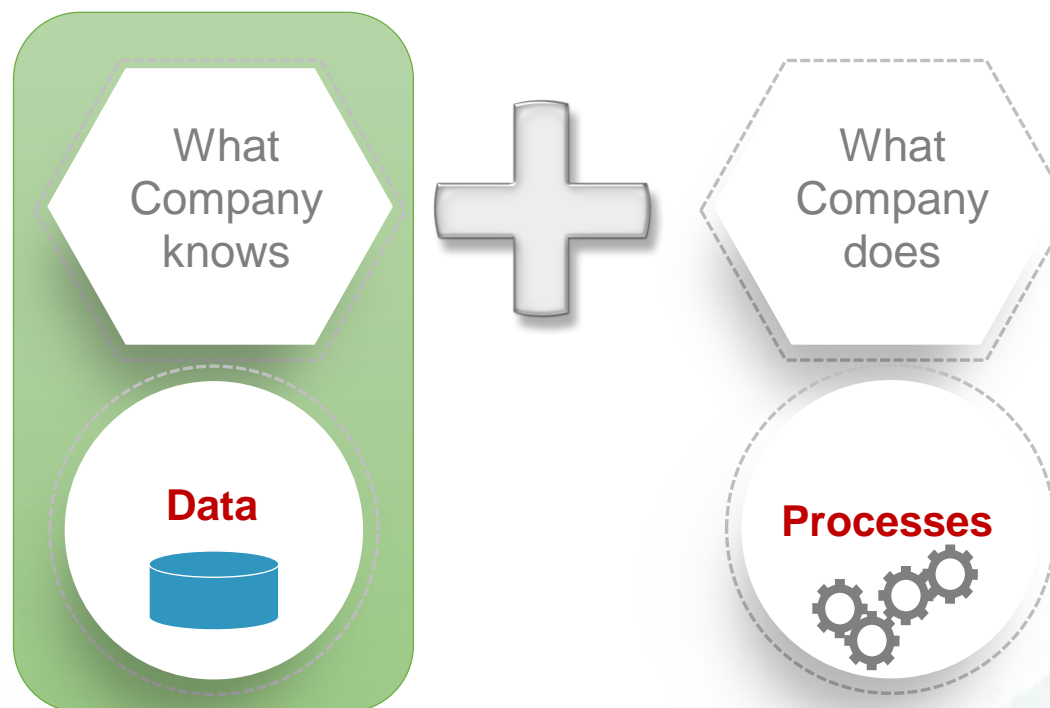 What
Company
knows
Data
What
Company
does
Processes